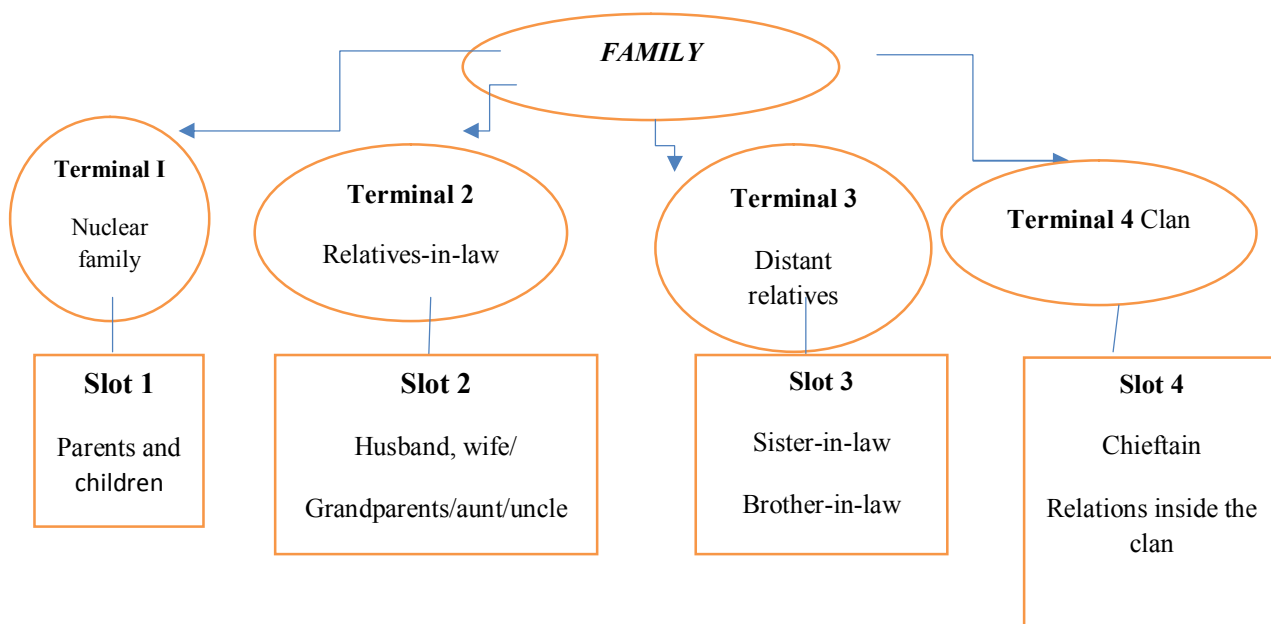 FAMILY
Terminal I
Nuclear
family
Terminal 2
Relatives-in-law
Terminal 3
Distant
relatives
Terminal 4 Clan
Slot 1
Parents and
children
Slot 2
Husband, wife/
Grandparents/aunt/uncle
Slot 3
Sister-in-law
Brother-in-law
Slot 4
Chieftain
Relations inside the
clan